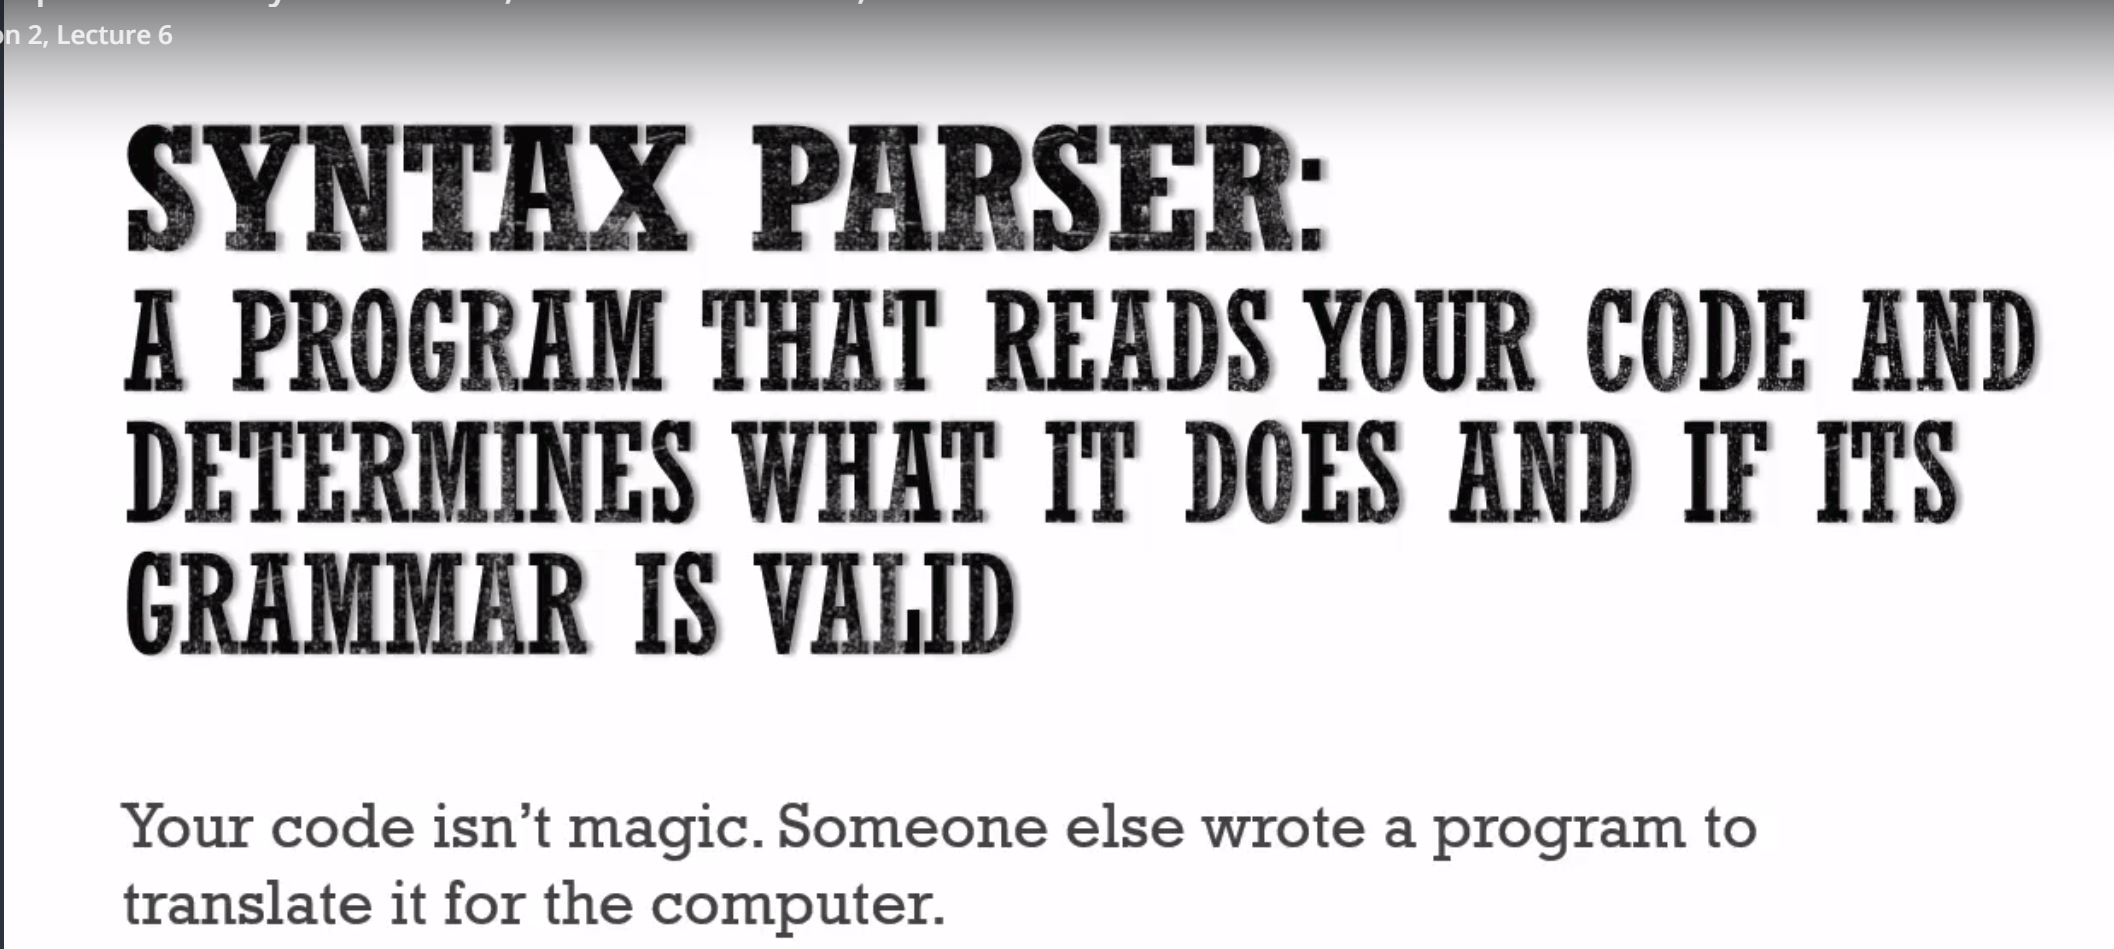 on 2, Lecture 6
SYNTAX PARSER:
A PROGRAM THAT READS YOUR CODE AND
DETERMINES WHAT IT DOES AND IF ITS
GRAMMAR IS VALID
Your code isn’t magic. Someone else wrote a program to
translate it for the computer.